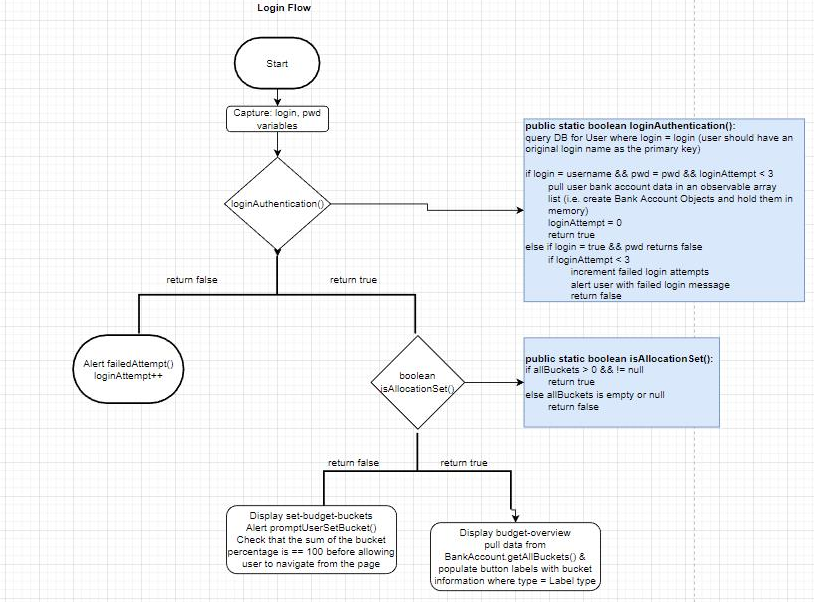 Login Flow
Start
Capture: login, pwd
variables
loginAuthentication()
public static boolean loginAuthentication():
query DB for User where login = login (user should have an
original login name as the primary key)
if login = username && pwd = pwd && loginAttempt < 3
pull user bank account data in an observable array
list (i.e. create Bank Account Objects and hold them in
memory)
loginAttempt = 0
return true
else if login = true && pwd returns false
if loginAttempt < 3
increment failed login attempts
alert user with failed login message
return false
return false
return true
Alert failedAttempt()
loginAttempt++
boolean
isAllocationSet()
public static boolean isAllocationSet():
if allBuckets > 0 && != null
return true
else allBuckets is empty or null
return false
return false
return true
Display set-budget-buckets
Alert promptUserSetBucket()
Check that the sum of the bucket
percentage is == 100 before allowing
user to navigate from the page
Display budget-overview
pull data from
BankAccount.getAllBuckets() &
populate button labels with bucket
information where type = Label type